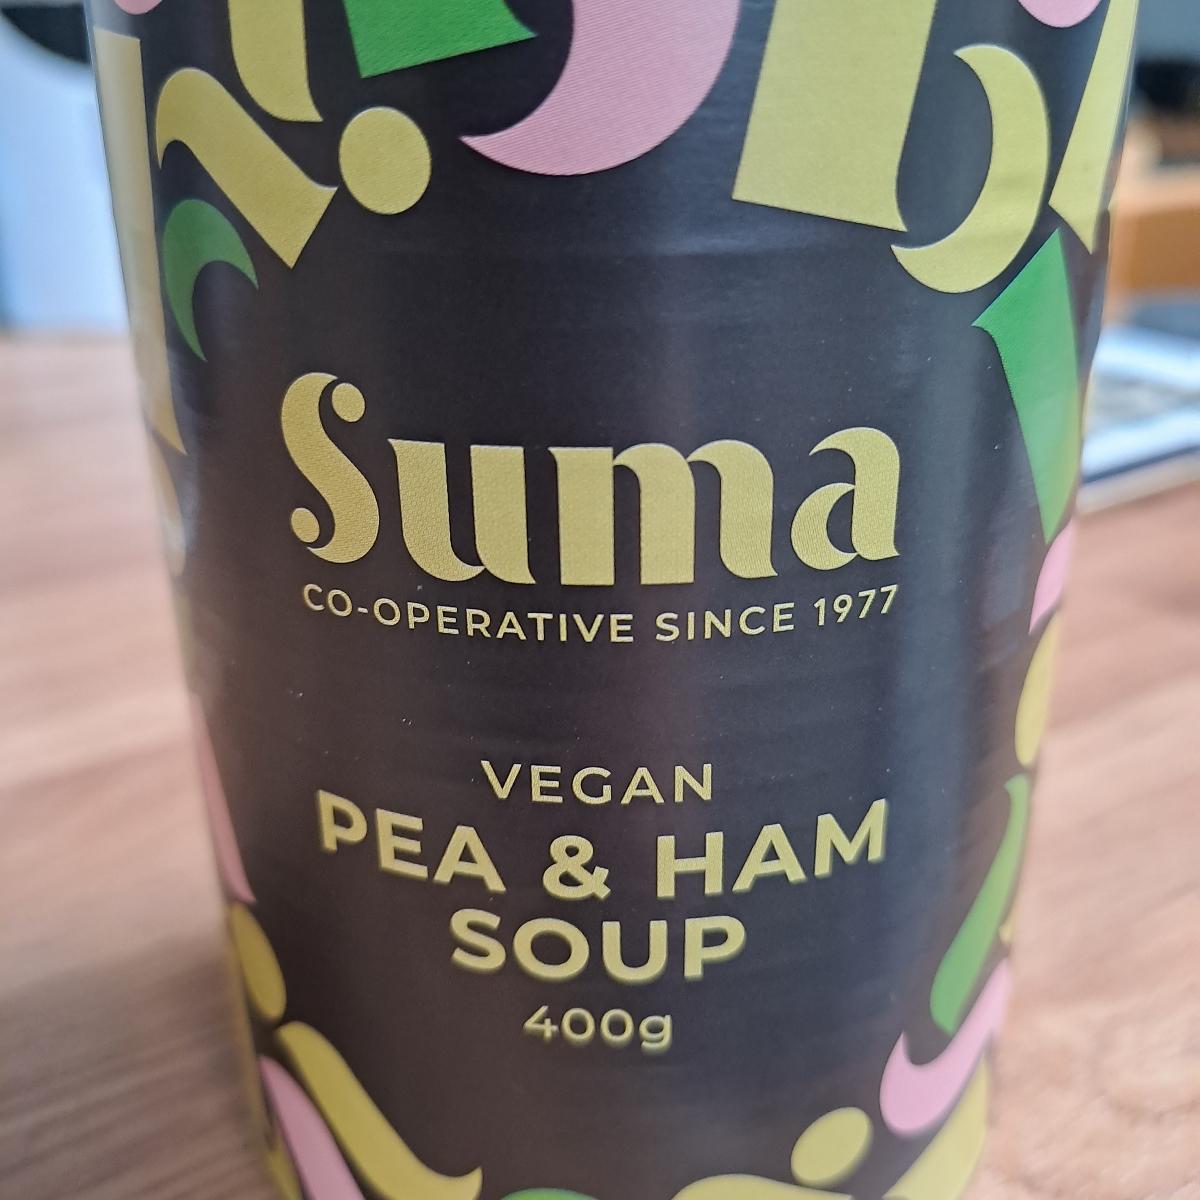 Suma
CO-OPERATIVE SINCE 1977
VEGAN
PEA & HAM
SOUP
400g